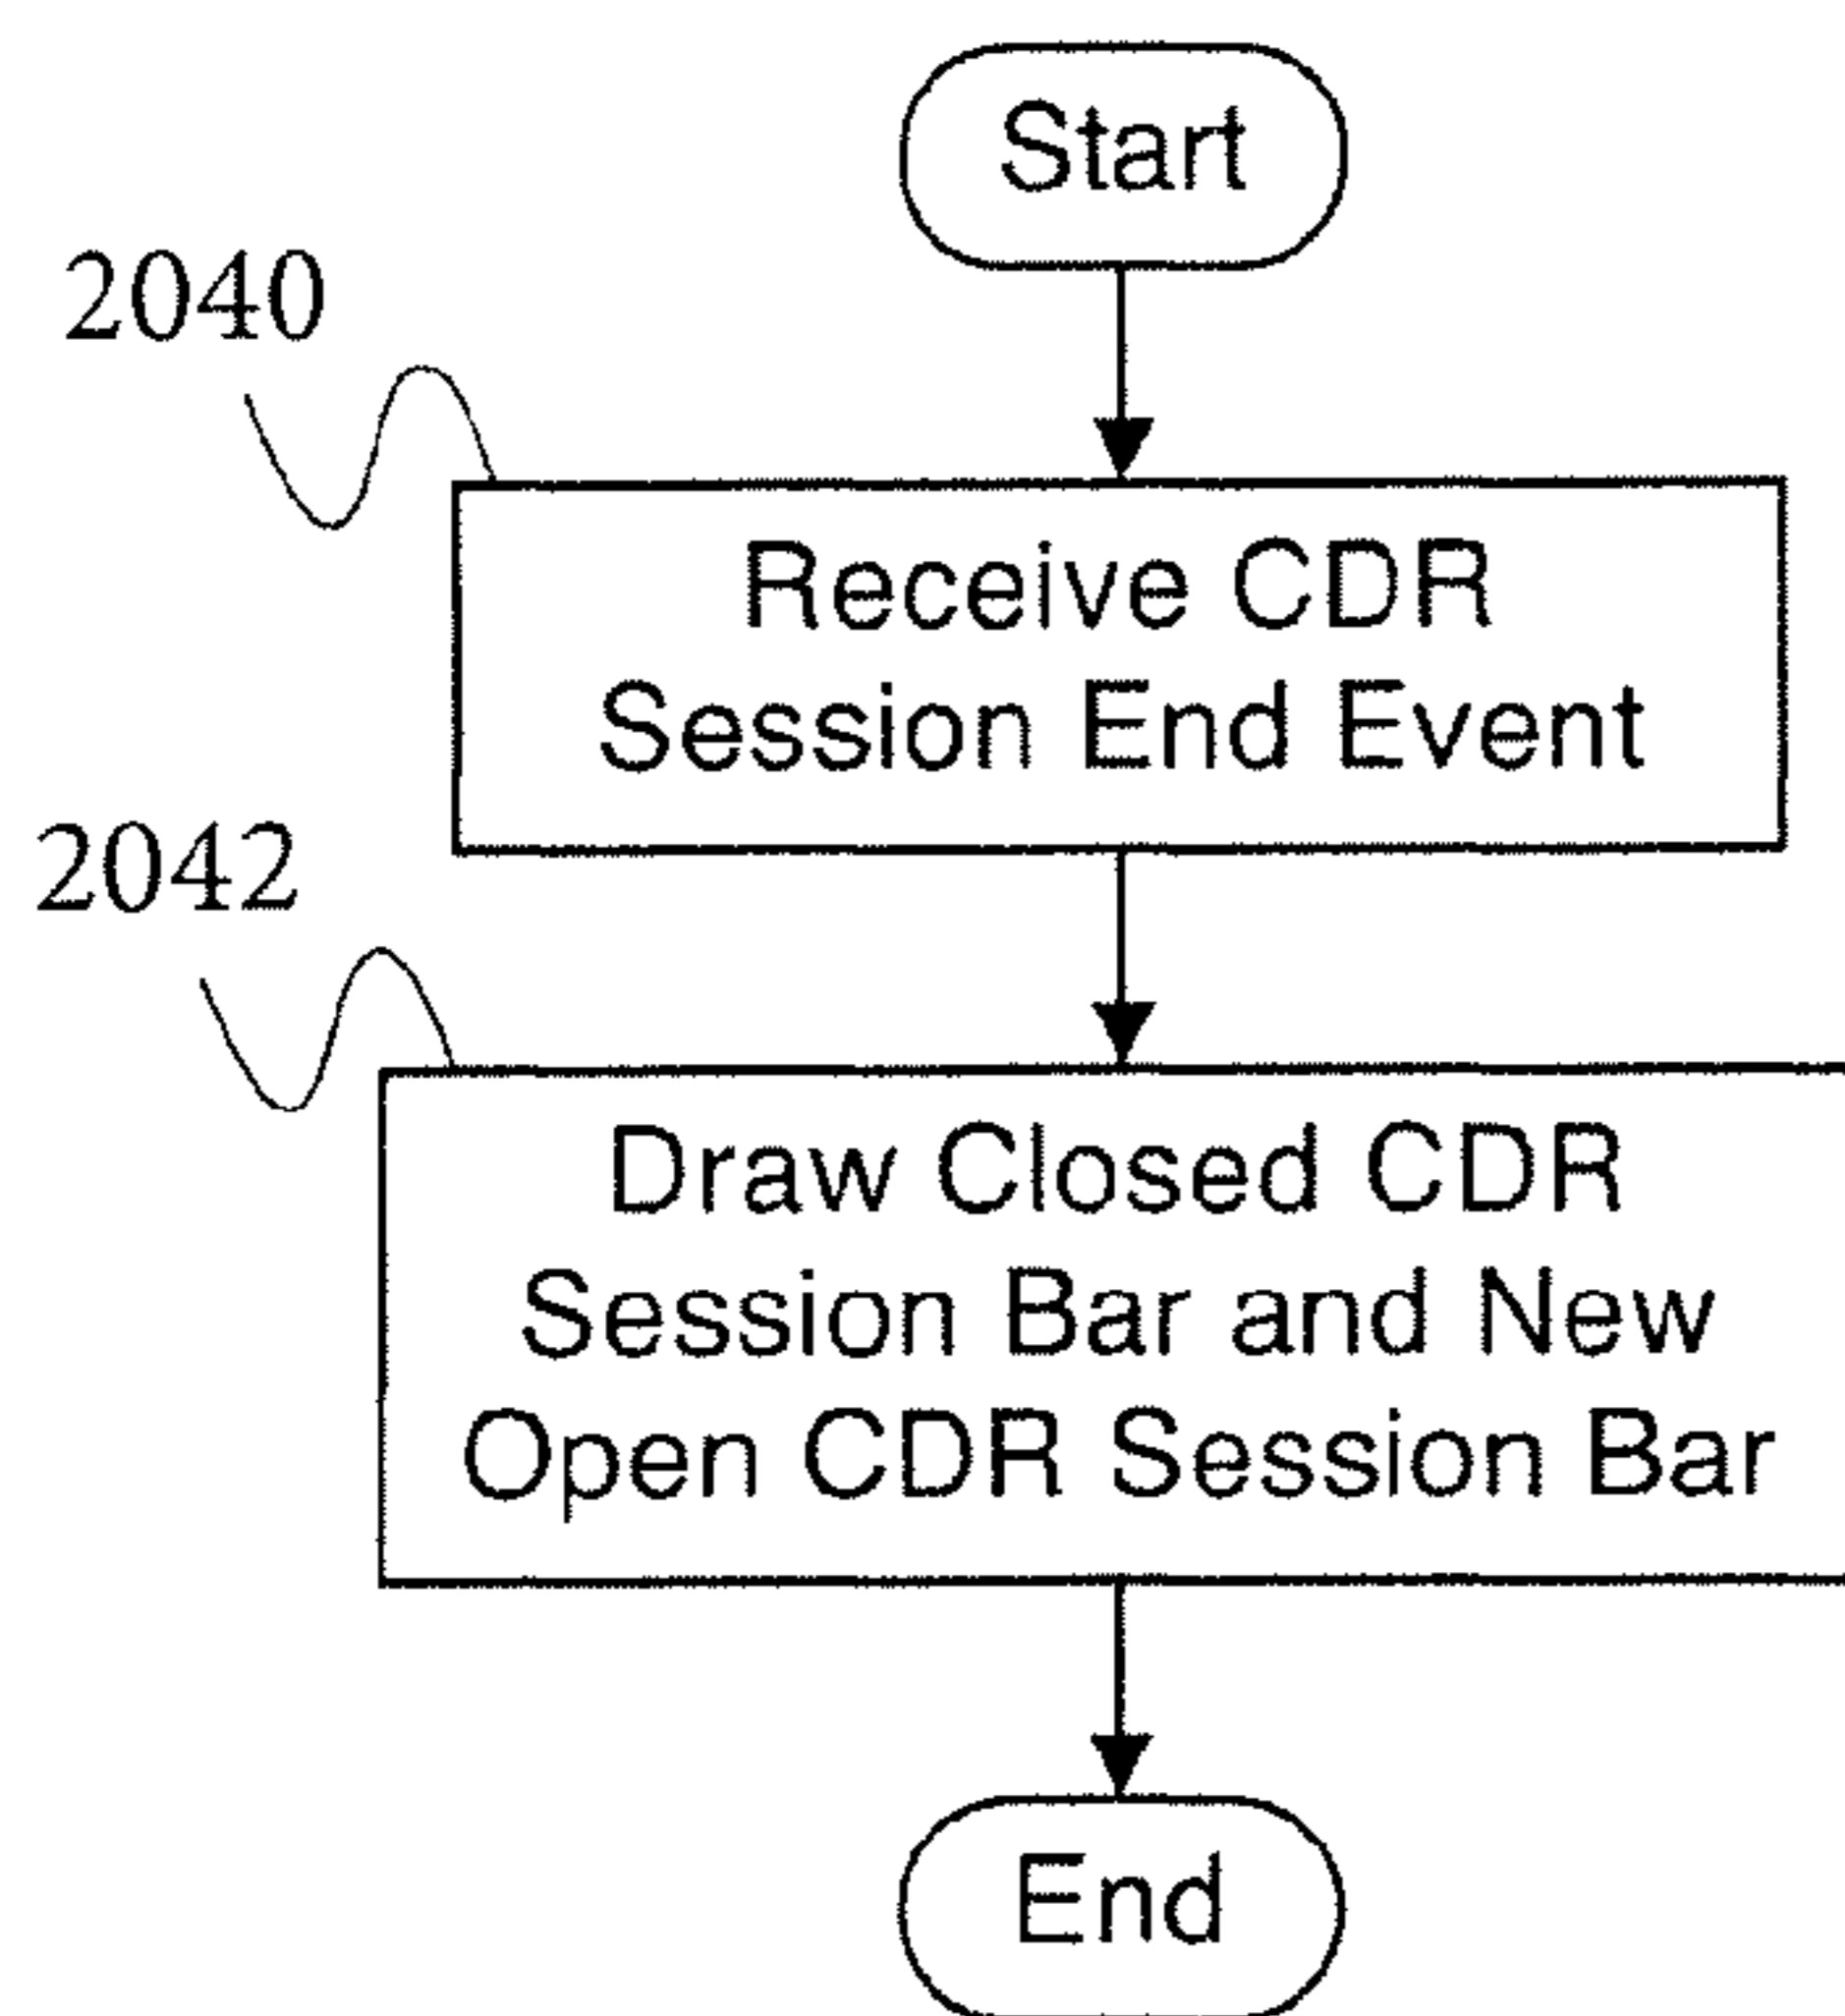 Start
2040
Receive CDR
Session End Event
2042
Draw Closed CDR
Session Bar and New
Open CDR Session Bar
End